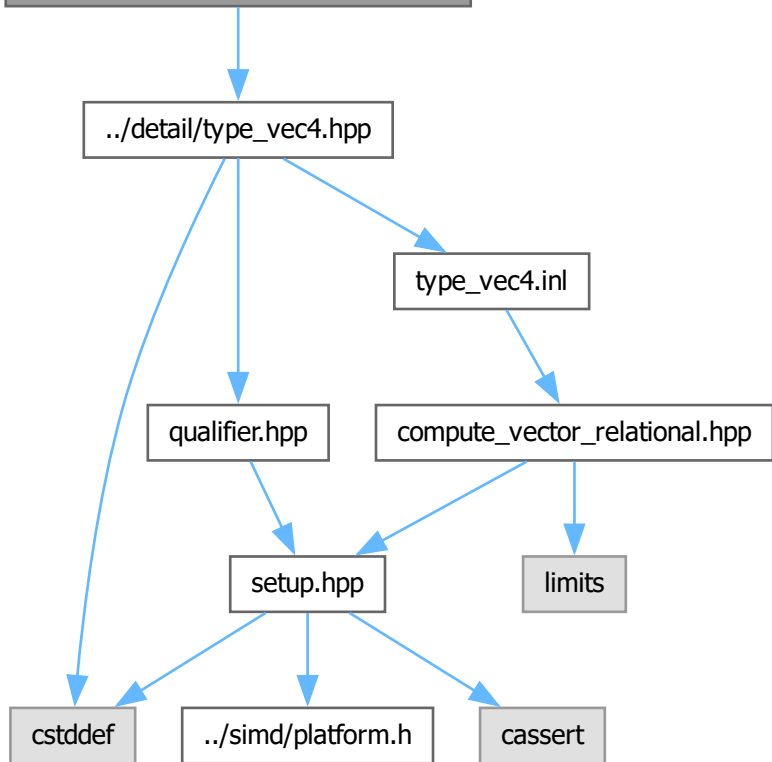 ../detail/type_vec4.hpp
type_vec4.inl
qualifier.hpp
compute_vector_relational.hpp
setup.hpp
limits
cstddef
../simd/platform.h
cassert